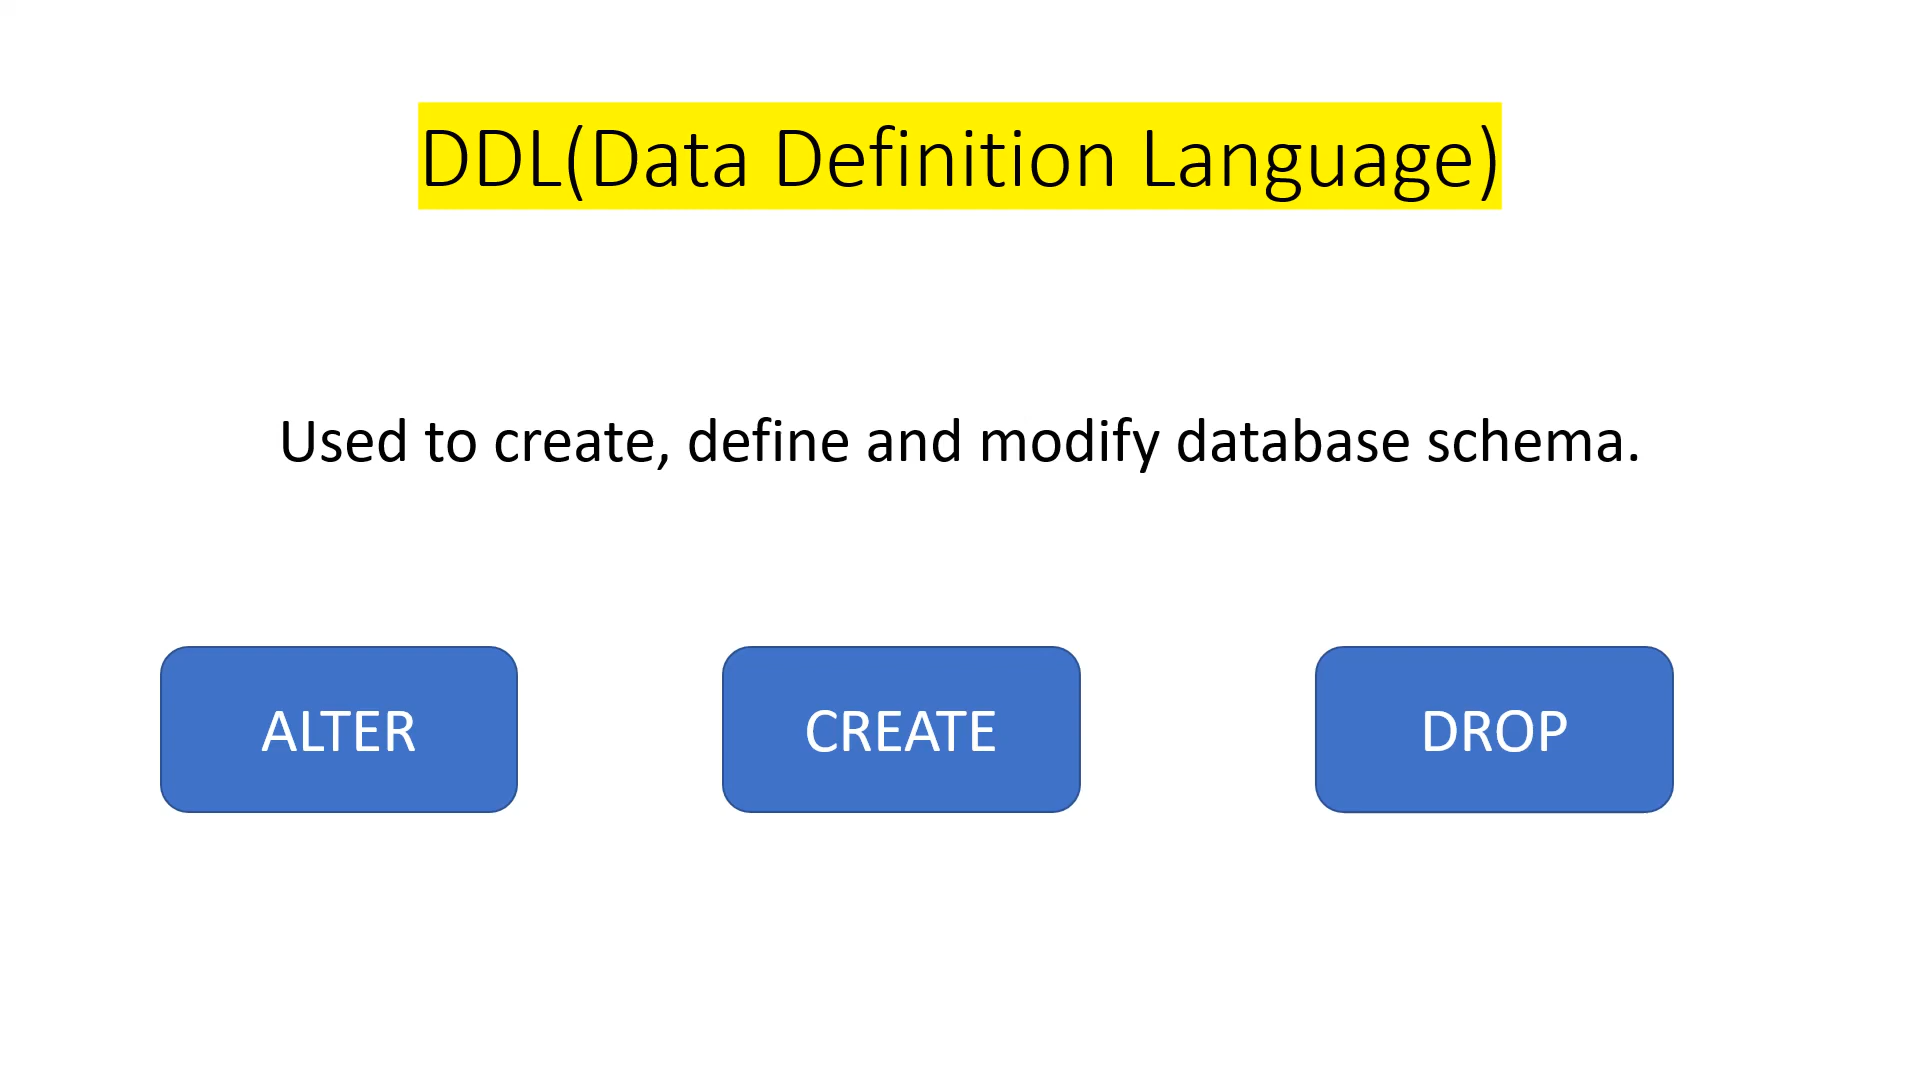 DDL(Data Definition Language)
Used to create, define and modify database schema.
ALTER
CREATE
DROP